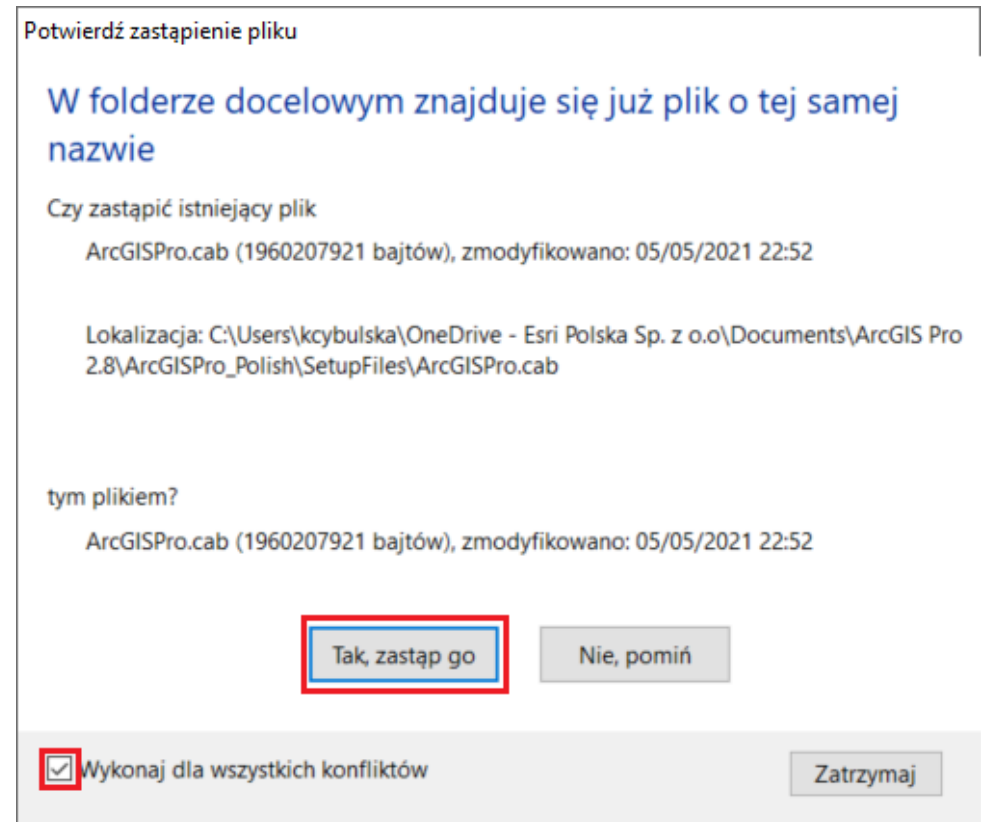 Potwierdź zastąpienie pliku
W folderze docelowym znajduje się już plik o tej samej
nazwie
Czy zastąpić istniejący plik
ArcGISPro.cab (1960207921 bajtów), zmodyfikowano: 05/05/2021 22:52
Lokalizacja: C:\Users\kcybulska\OneDrive - Esri Polska Sp. z o.o\Documents\ArcGIS Pro
2.8\ArcGISPro_Polish\SetupFiles\ArcGISPro.cab
tym plikiem?
ArcGISPro.cab (1960207921 bajtów), zmodyfikowano: 05/05/2021 22:52
Tak, zastąp go Nie, pomiń
Wykonaj dla wszystkich konfliktów Zatrzymaj